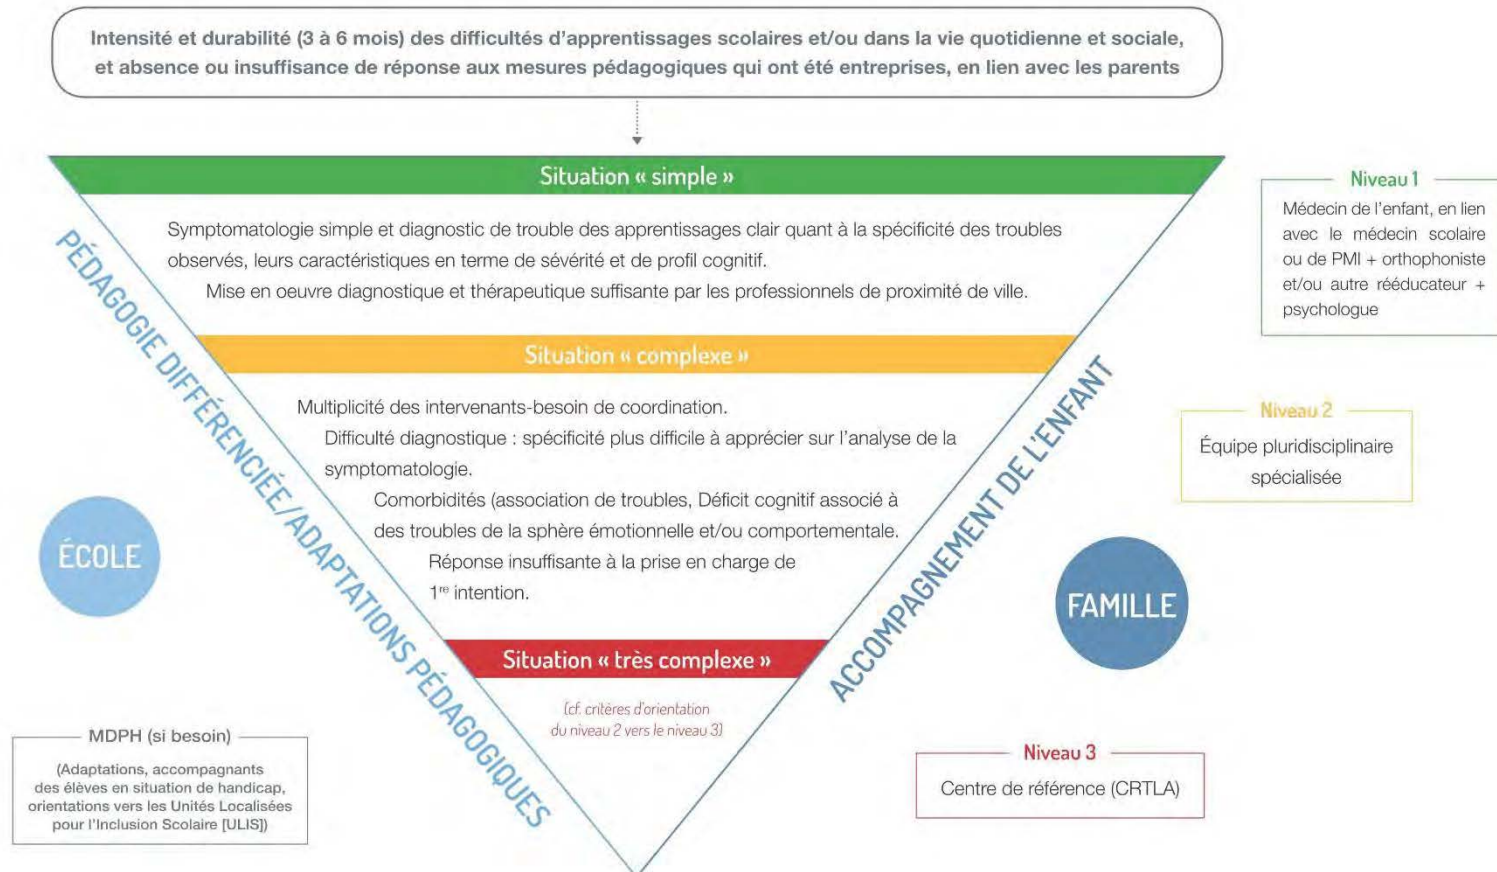 Intensité et durabilité (3 à 6 mois) des difficultés d'apprentissages scolaires et/ou dans la vie quotidienne et sociale,
et absence ou insuffisance de réponse aux mesures pédagogiques qui ont été entreprises, en lien avec les parents
Situation « simple »
Symptomatologie simple et diagnostic de trouble des apprentissages clair quant à la spécificité des troubles
observés, leurs caractéristiques en terme de sévérité et de profil cognitif.
Mise en oeuvre diagnostique et thérapeutique suffisante par les professionnels de proximité de ville.
Niveau 1
Médecin de l'enfant, en lien
avec le médecin scolaire
ou de PMI + orthophoniste
et/ou autre rééducateur +
psychologue
Situation « complexe »
Multiplicité des intervenants-besoin de coordination.
Difficulté diagnostique : spécificité plus difficile à apprécier sur l'analyse de la
symptomatologie.
Comorbidités (association de troubles, Déficit cognitif associé à
des troubles de la sphère émotionnelle et/ou comportementale.
Réponse insuffisante à la prise en charge de
1re intention.
Niveau 2
Équipe pluridisciplinaire
spécialisée
PÉDAGOGIE DIFFÉRENCIÉE/ADAPTATIONS PÉDAGOGIQUES
ACCOMPAGNEMENT DE L'ENFANT
ÉCOLE
FAMILLE
Situation « très complexe »
(cf. critères d'orientation
du niveau 2 vers le niveau 3)
MDPH (si besoin)
(Adaptations, accompagnants
des élèves en situation de handicap,
orientations vers les Unités Localisées
pour l'Inclusion Scolaire [ULIS])
Niveau 3
Centre de référence (CRTLA)